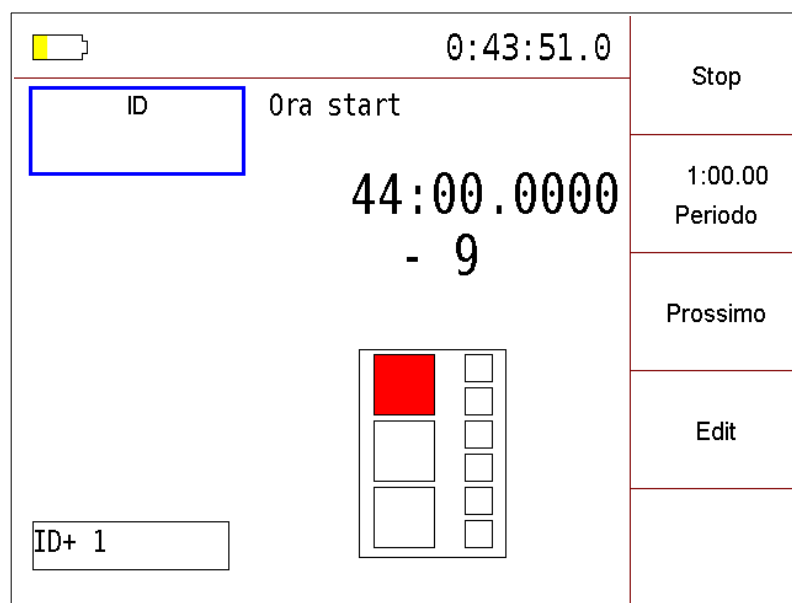 0:43:51.0
ID
Ora start
44:00.0000
- 9
ID+ 1
Stop
1:00.00
Periodo
Prossimo
Edit